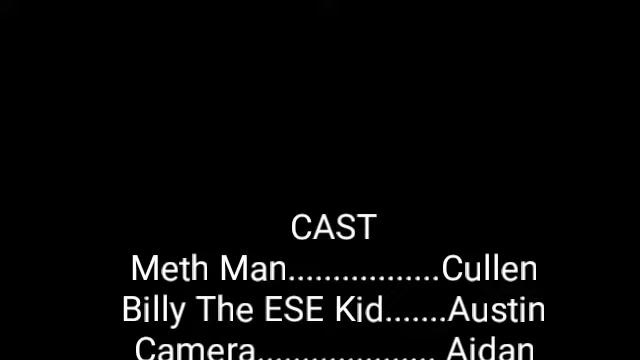 CAST
Meth Man.................Cullen
Billy The ESE Kid.......Austin
Camera.................... Aidan